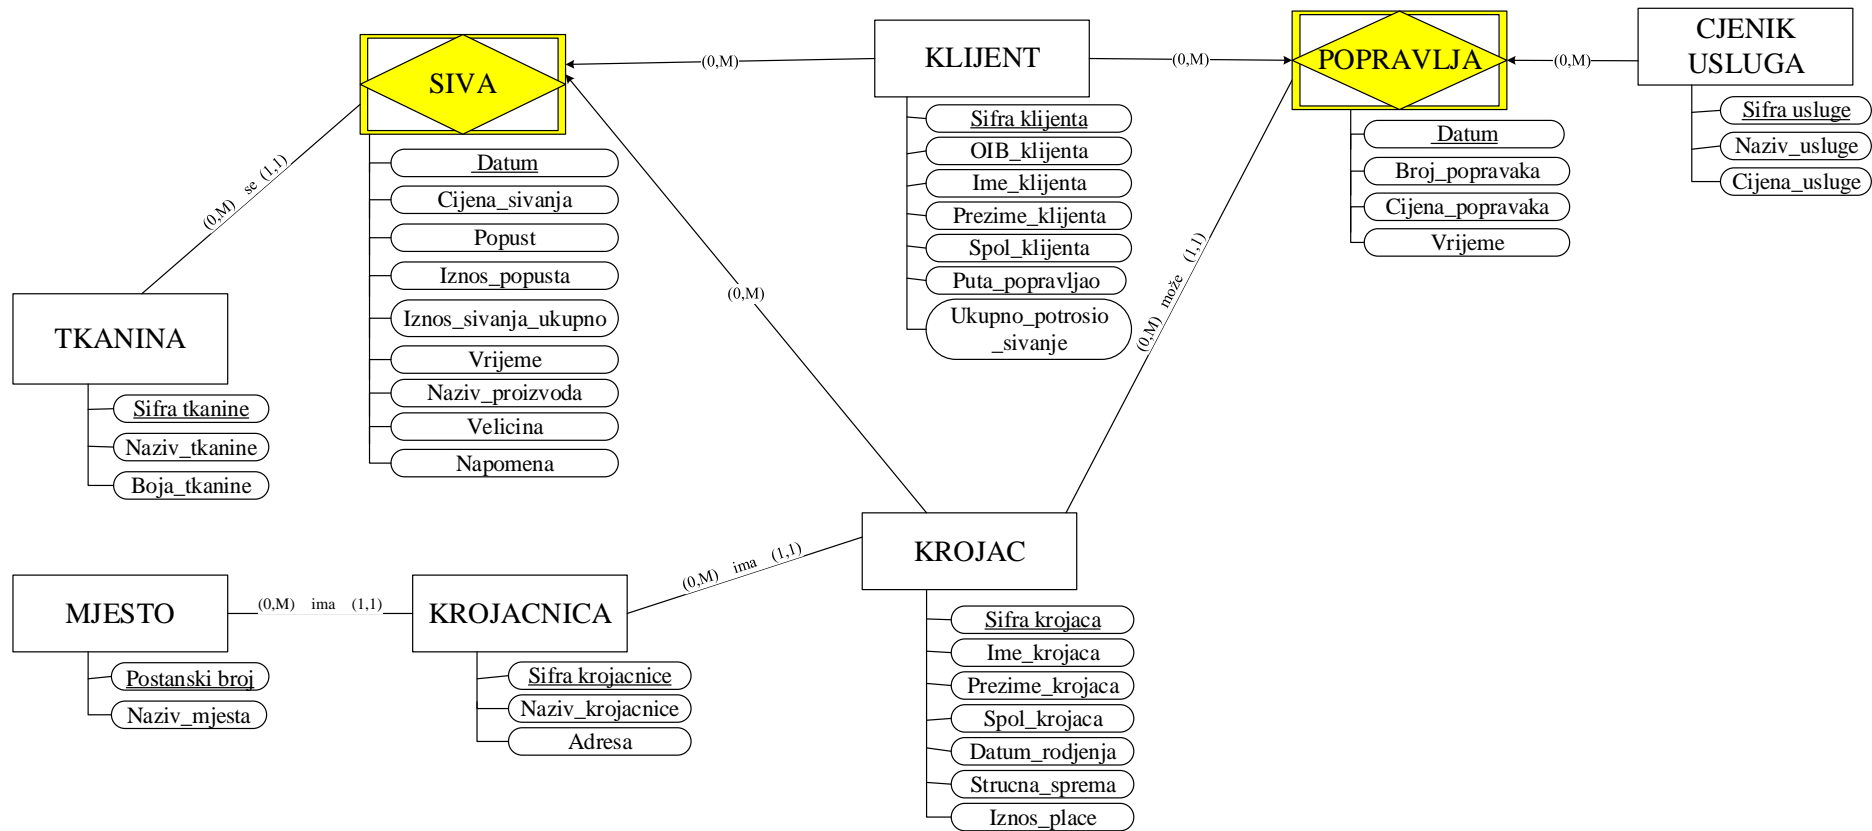 SIVA
Datum
Cijena_sivanja
Popust
Iznos_popusta
Iznos_sivanja_ukupno
Vrijeme
Naziv_proizvoda
Velicina
Napomena
(0,M)
KLIJENT
Sifra klijenta
OIB_klijenta
Ime_klijenta
Prezime_klijenta
Spol_klijenta
Puta_popravljao
Ukupno_potrosio
_sivanje
(0,M)
POPRAVLJA
Datum
Broj_popravaka
Cijena_popravaka
Vrijeme
(0,M)
CJENIK
USLUGA
Sifra usluge
Naziv_usluge
Cijena_usluge
(0,M) se (1,1)
(0,M)
(0,M) može (1,1)
TKANINA
Sifra tkanine
Naziv_tkanine
Boja_tkanine
MJESTO
Postanski broj
Naziv_mjesta
(0,M) ima (1,1)
KROJACNICA
Sifra krojacnice
Naziv_krojacnice
Adresa
(0,M) ima (1,1)
KROJAC
Sifra krojaca
Ime_krojaca
Prezime_krojaca
Spol_krojaca
Datum_rodjenja
Strucna_sprema
Iznos_place